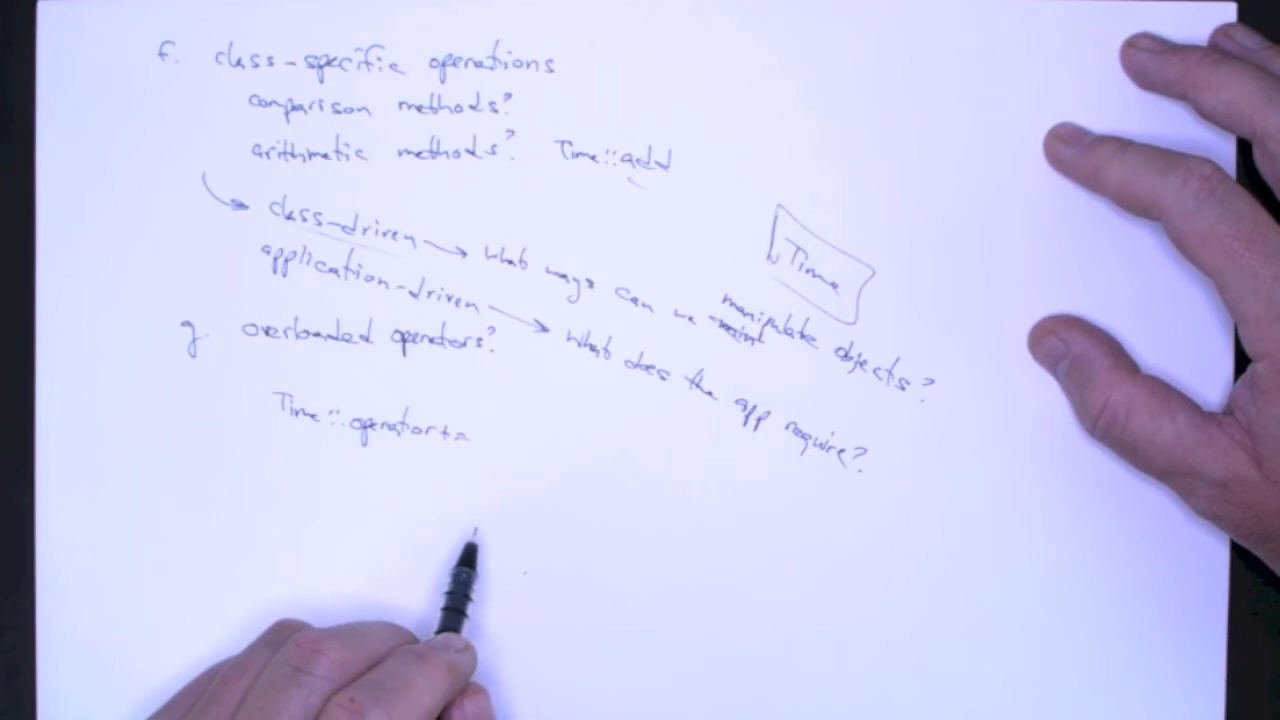 f. class-specific operations
comparison methods?
arithmetic methods? Time::add
class-driven → what ways can we manipulate objects?
Time
application-driven → what does the app require?
g. overloaded operators?
Time::operator+=